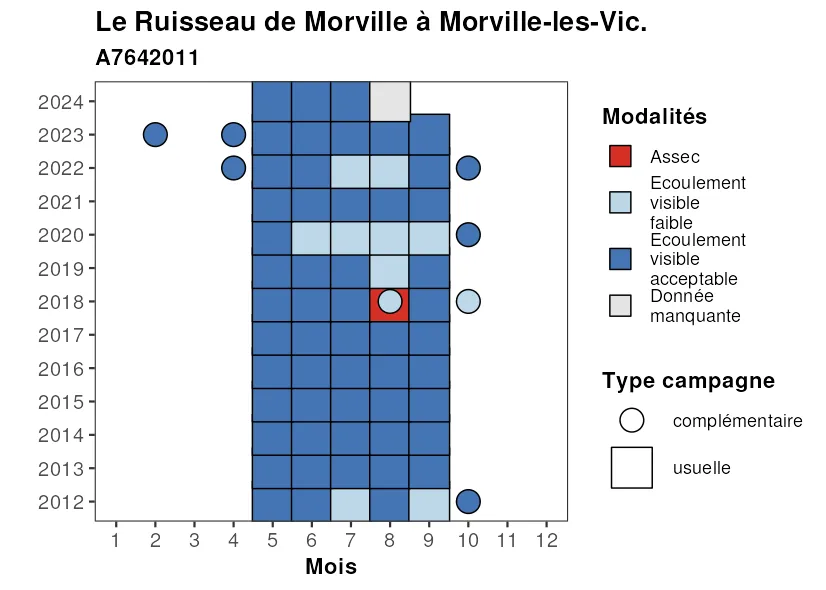 Le Ruisseau de Morville à Morville-les-Vic.
A7642011
2024
2023
2022
2021
2020
2019
2018
2017
2016
2015
2014
2013
2012
1 2 3 4 5 6 7 8 9 10 11 12
Mois
Modalités
Assec
Ecoulement
visible
faible
Ecoulement
visible
acceptable
Donnée
manquante
Type campagne
complémentaire
usuelle